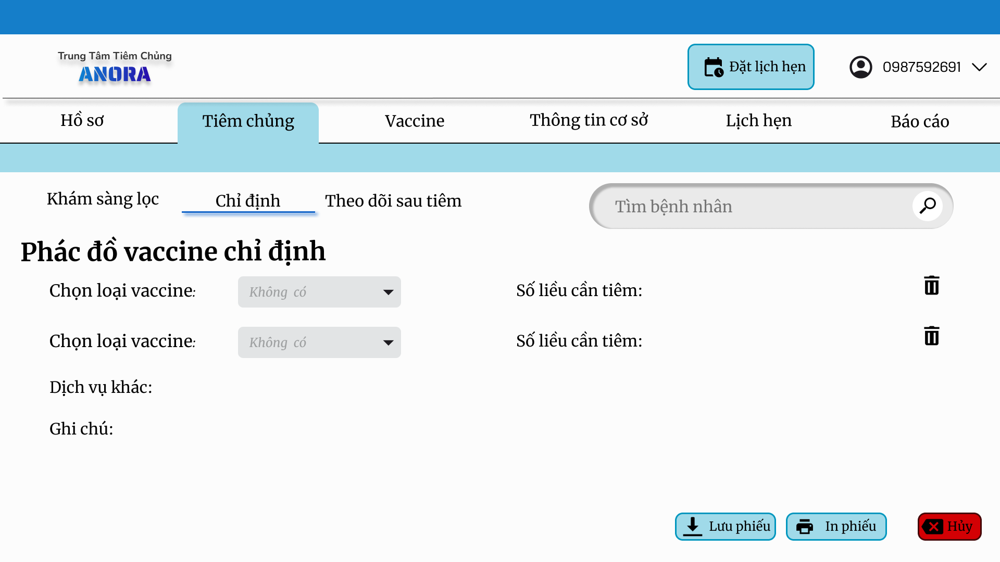 Trung Tâm Tiêm Chủng
ANORA
Đặt lịch hẹn
0987592691
Hồ sơ
Tiêm chủng
Vaccine
Thông tin cơ sở
Lịch hẹn
Báo cáo
Khám sàng lọc
Chỉ định
Theo dõi sau tiêm
Tìm bệnh nhân
Phác đồ vaccine chỉ định
Chọn loại vaccine:
Không có
Số liều cần tiêm:
Chọn loại vaccine:
Không có
Số liều cần tiêm:
Dịch vụ khác:
Ghi chú:
Lưu phiếu
In phiếu
Hủy